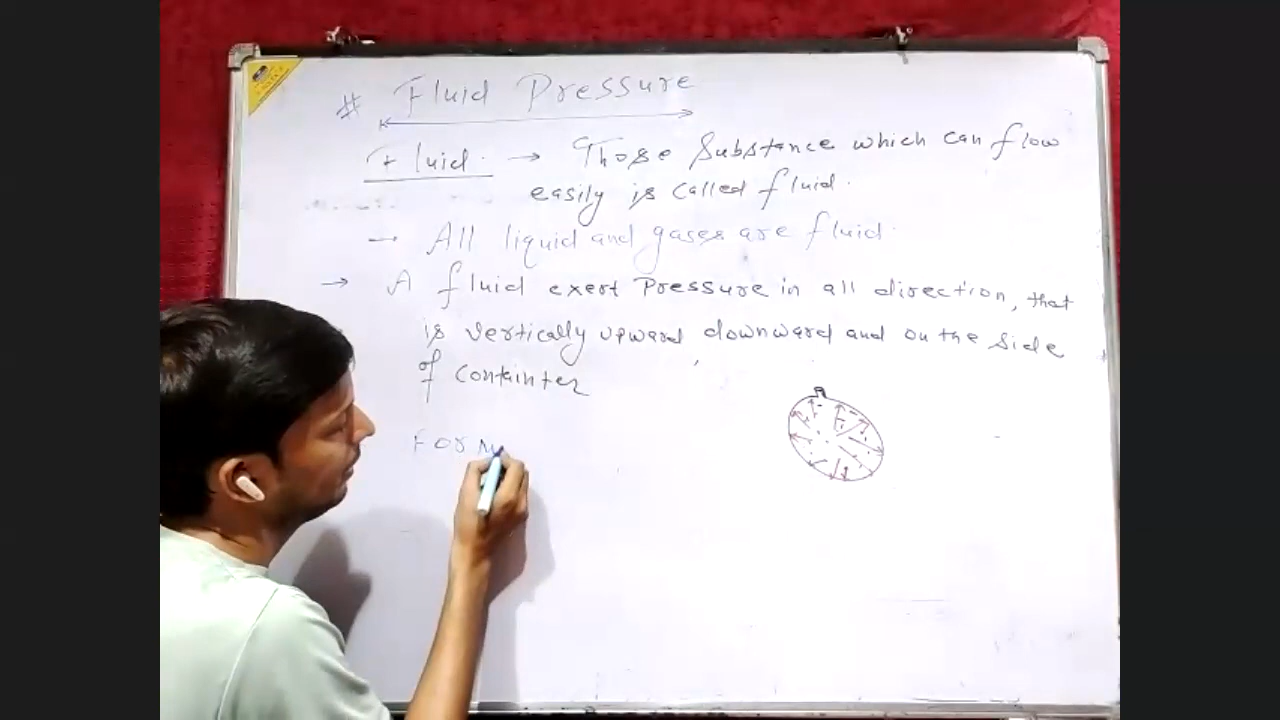 # Fluid Pressure
Fluid. → Those Substance which can flow
easily is called fluid.
→ All liquid and gases are fluid.
→ A fluid exert Pressure in all direction, that
is vertically upward downward and on the side
of Containter
For